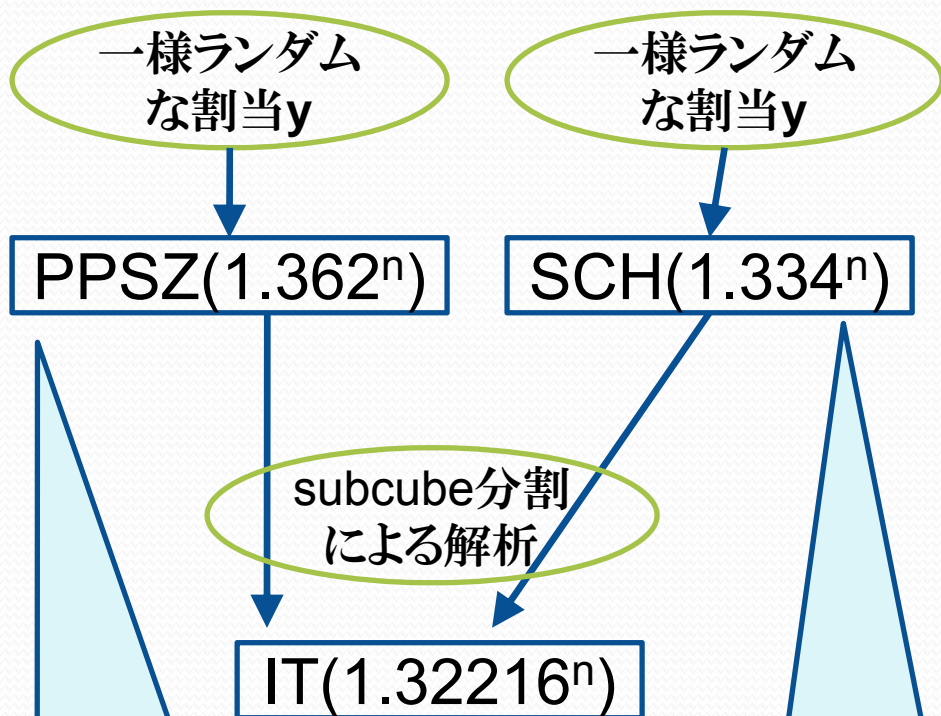 一様ランダム
な割当y
一様ランダム
な割当y
PPSZ(1.362ⁿ)
SCH(1.334ⁿ)
subcube分割
による解析
IT(1.32216ⁿ)